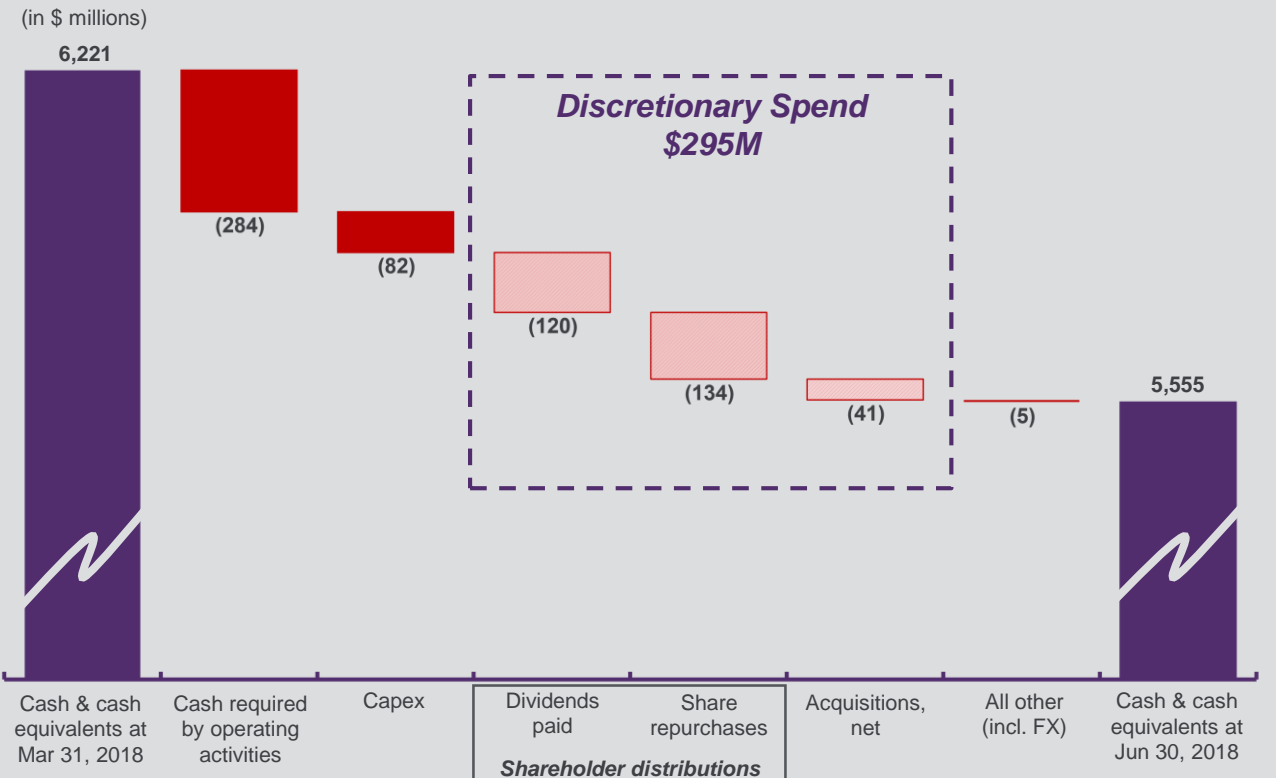 (in $ millions)
6,221
Discretionary Spend
$295M
(284)
(82)
(120)
(134)
(41)
(5)
5,555
Cash & cash
equivalents at
Mar 31, 2018
Cash required
by operating
activities
Capex
Dividends
paid
Share
repurchases
Shareholder distributions
Acquisitions,
net
All other
(incl. FX)
Cash & cash
equivalents at
Jun 30, 2018